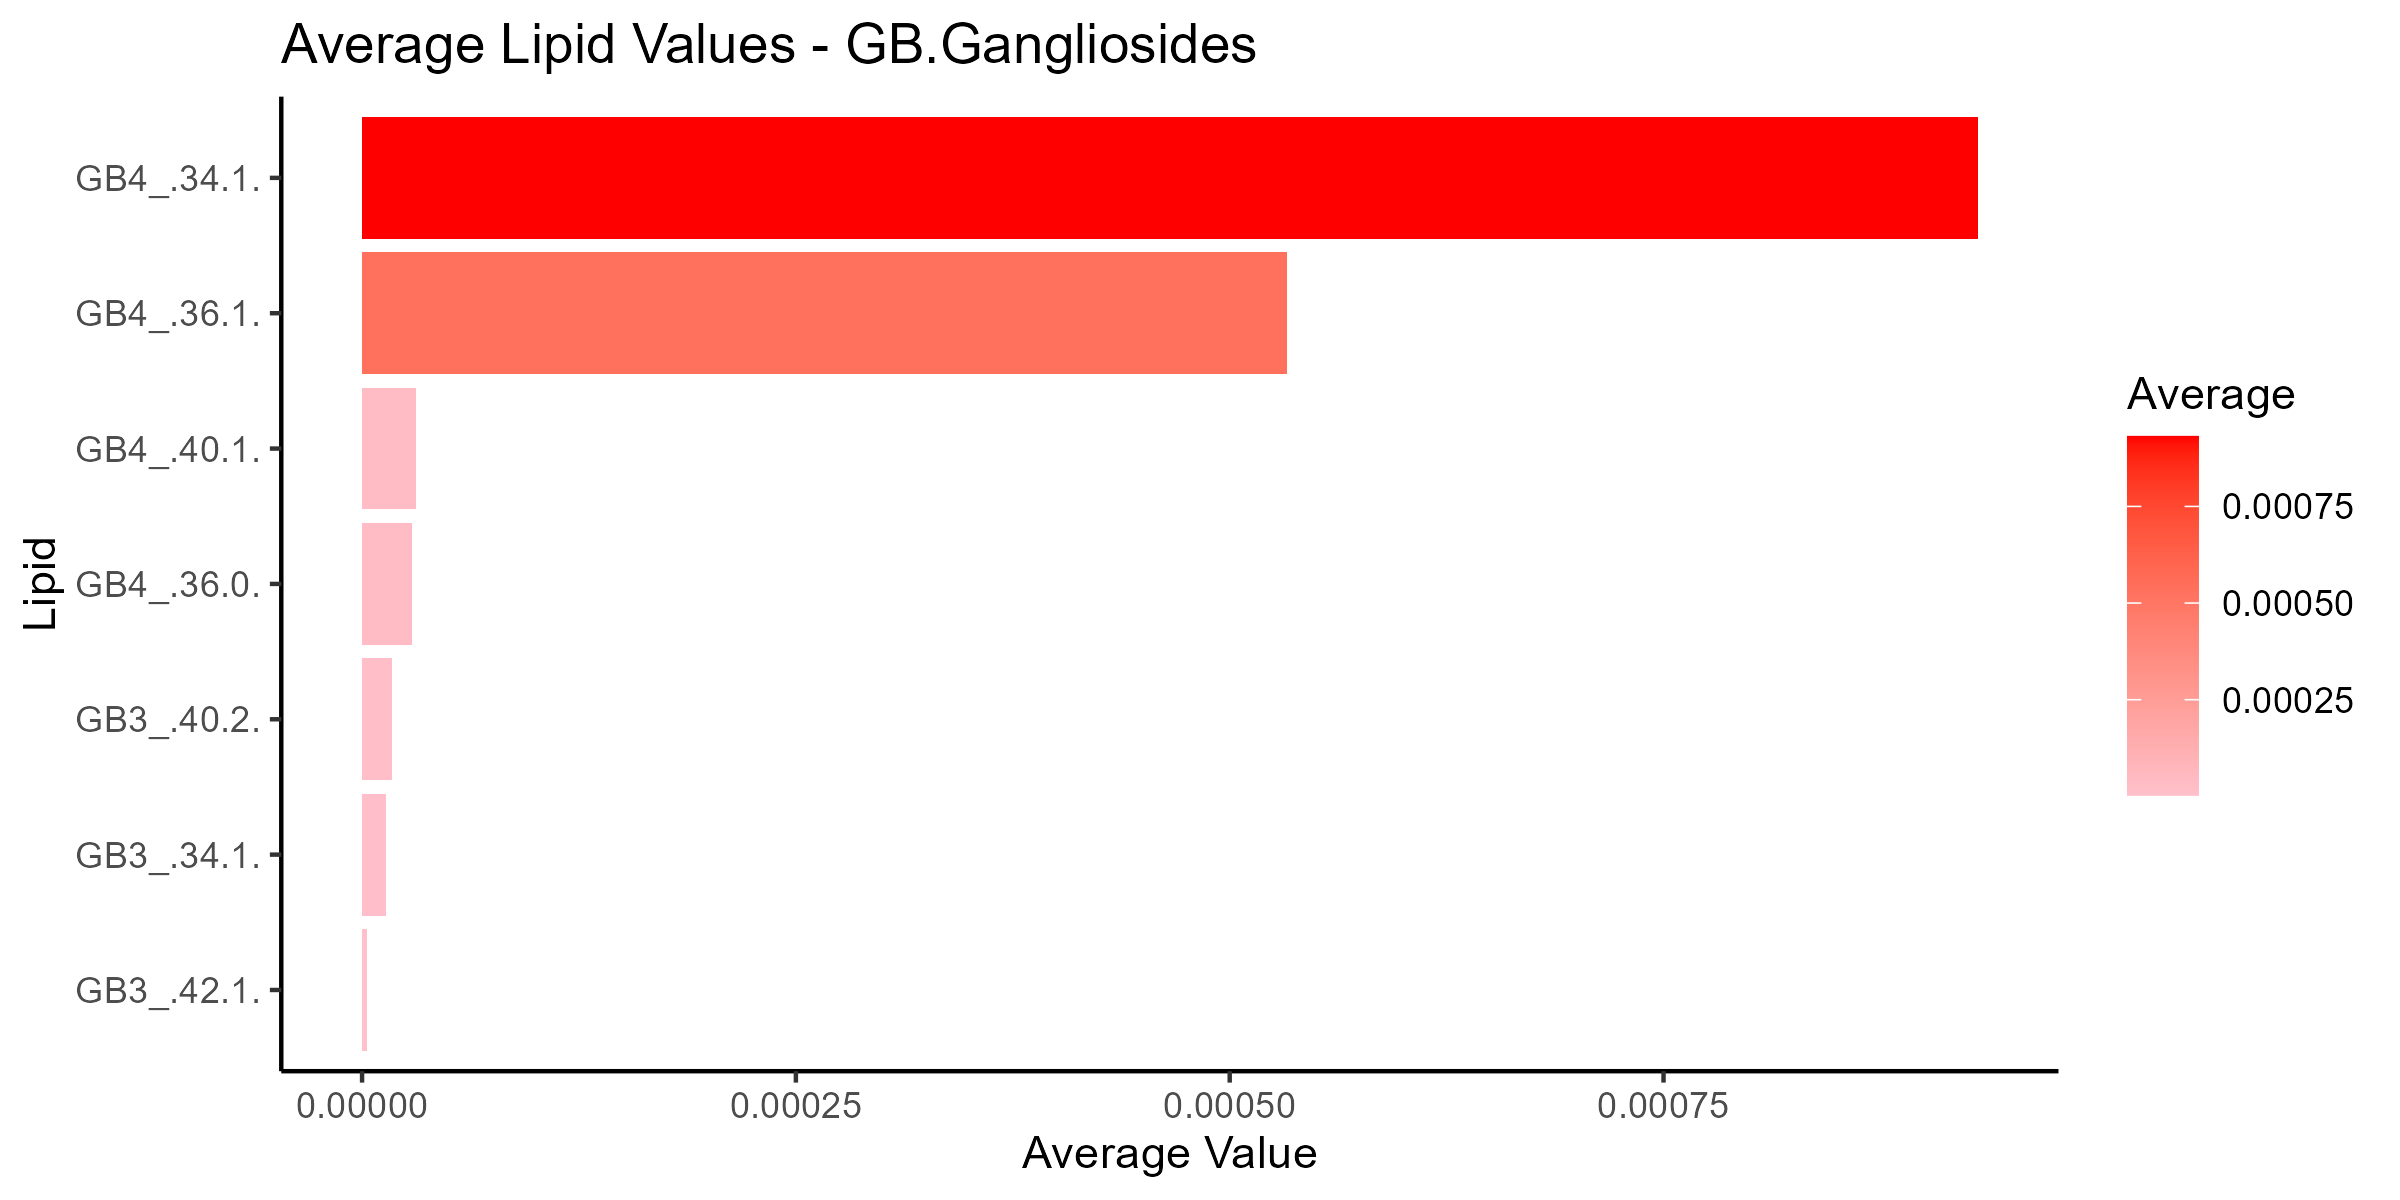 Average Lipid Values - GB.Gangliosides
Lipid
GB4_.34.1.
GB4_.36.1.
GB4_.40.1.
GB4_.36.0.
GB3_.40.2.
GB3_.34.1.
GB3_.42.1.
0.00000 0.00025 0.00050 0.00075
Average Value
Average
0.00075
0.00050
0.00025